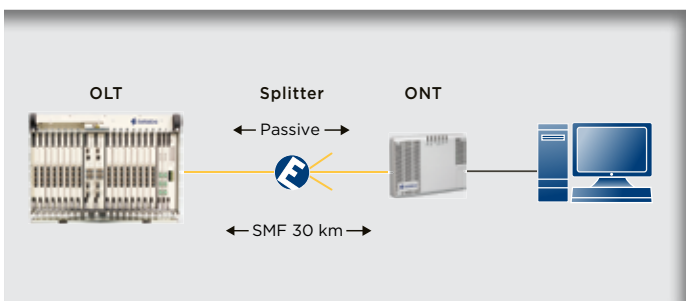 OLT
Splitter
ONT
← Passive →
E
← SMF 30 km →